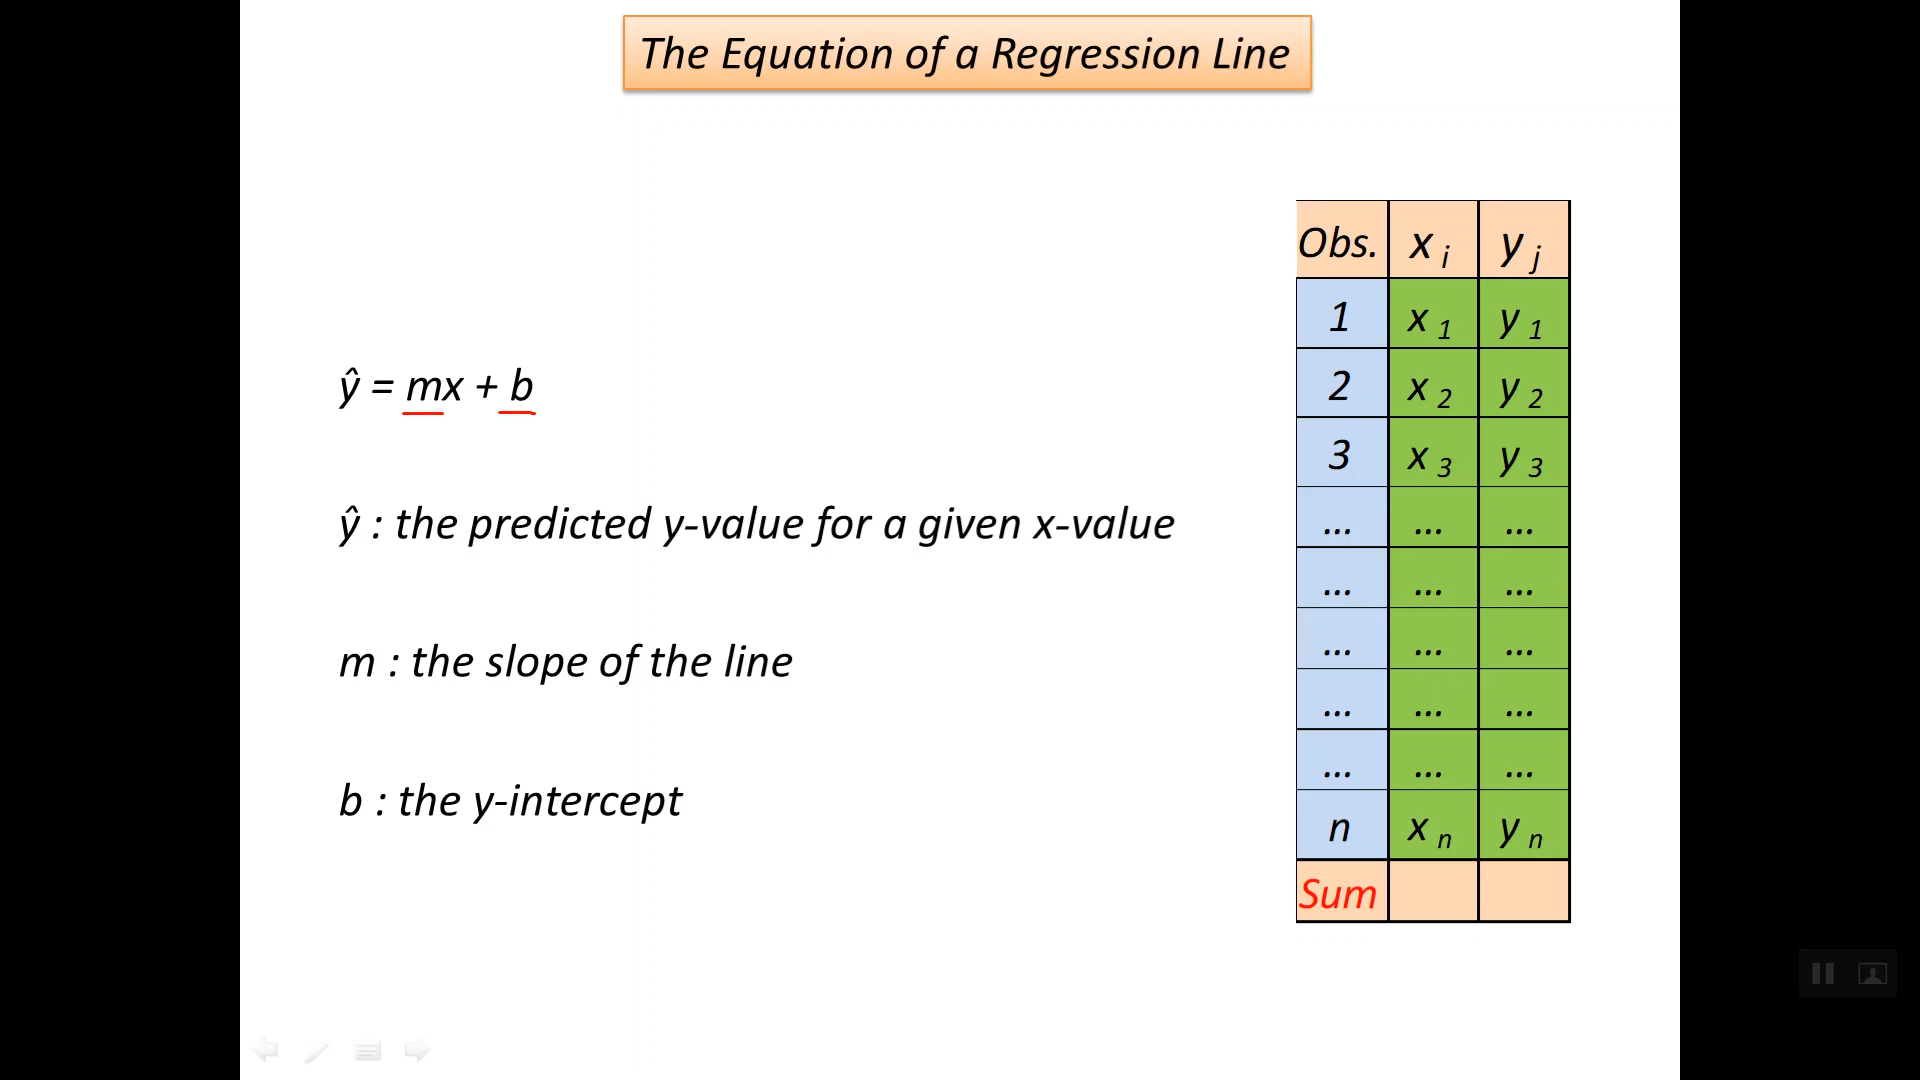 The Equation of a Regression Line
ŷ = mx + b
ŷ : the predicted y-value for a given x-value
m : the slope of the line
b : the y-intercept
Obs. x i y j
1 x 1 y 1
2 x 2 y 2
3 x 3 y 3
... ... ...
... ... ...
... ... ...
... ... ...
... ... ...
n x n y n
Sum